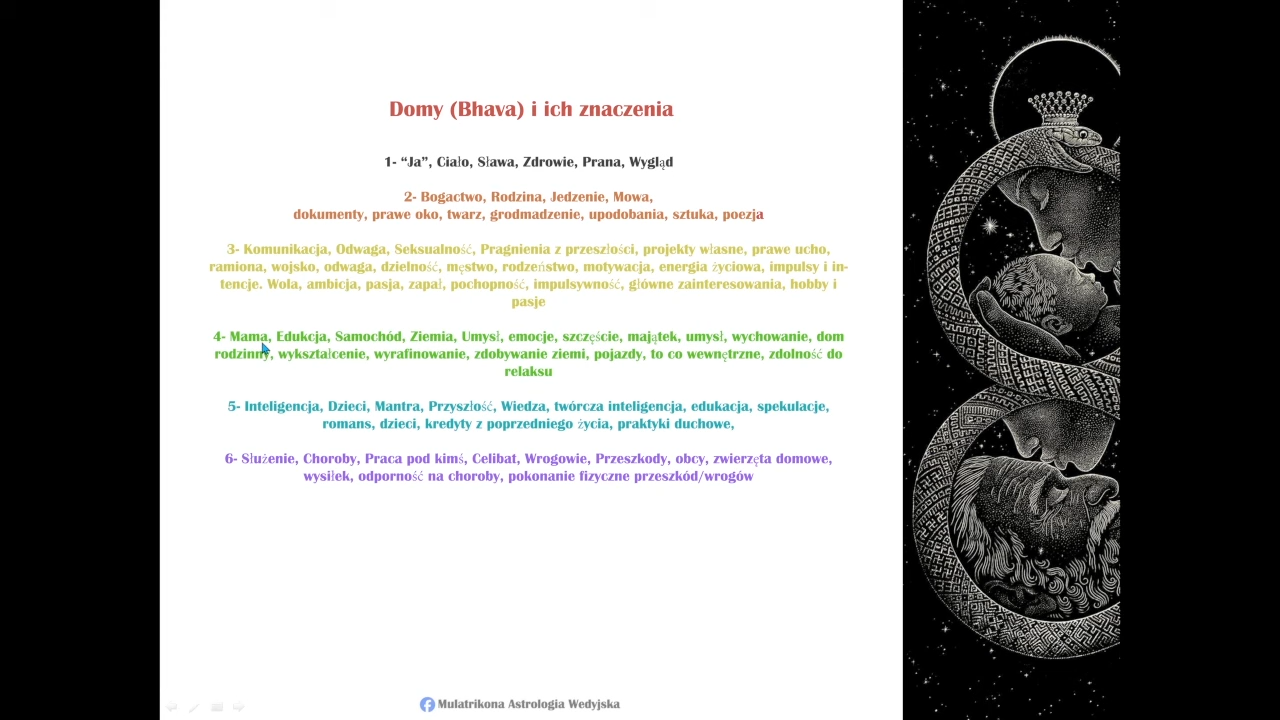 Domy (Bhava) i ich znaczenia
1- “Ja”, Ciało, Sława, Zdrowie, Prana, Wygląd
2- Bogactwo, Rodzina, Jedzenie, Mowa,
dokumenty, prawe oko, twarz, grodmadzenie, upodobania, sztuka, poezja
3- Komunikacja, Odwaga, Seksualność, Pragnienia z przeszłości, projekty własne, prawe ucho,
ramiona, wojsko, odwaga, dzielność, męstwo, rodzeństwo, motywacja, energia życiowa, impulsy i in-
tencje. Wola, ambicja, pasja, zapał, pochopność, impulsywność, główne zainteresowania, hobby i
pasje
4- Mama, Edukcja, Samochód, Ziemia, Umysł, emocje, szczęście, majątek, umysł, wychowanie, dom
rodzinny, wykształcenie, wyrafinowanie, zdobywanie ziemi, pojazdy, to co wewnętrzne, zdolność do
relaksu
5- Inteligencja, Dzieci, Mantra, Przyszłość, Wiedza, twórcza inteligencja, edukacja, spekulacje,
romans, dzieci, kredyty z poprzedniego życia, praktyki duchowe,
6- Służenie, Choroby, Praca pod kimś, Celibat, Wrogowie, Przeszkody, obcy, zwierzęta domowe,
wysiłek, odporność na choroby, pokonanie fizyczne przeszkód/wrogów
Mulatrikona Astrologia Wedyjska